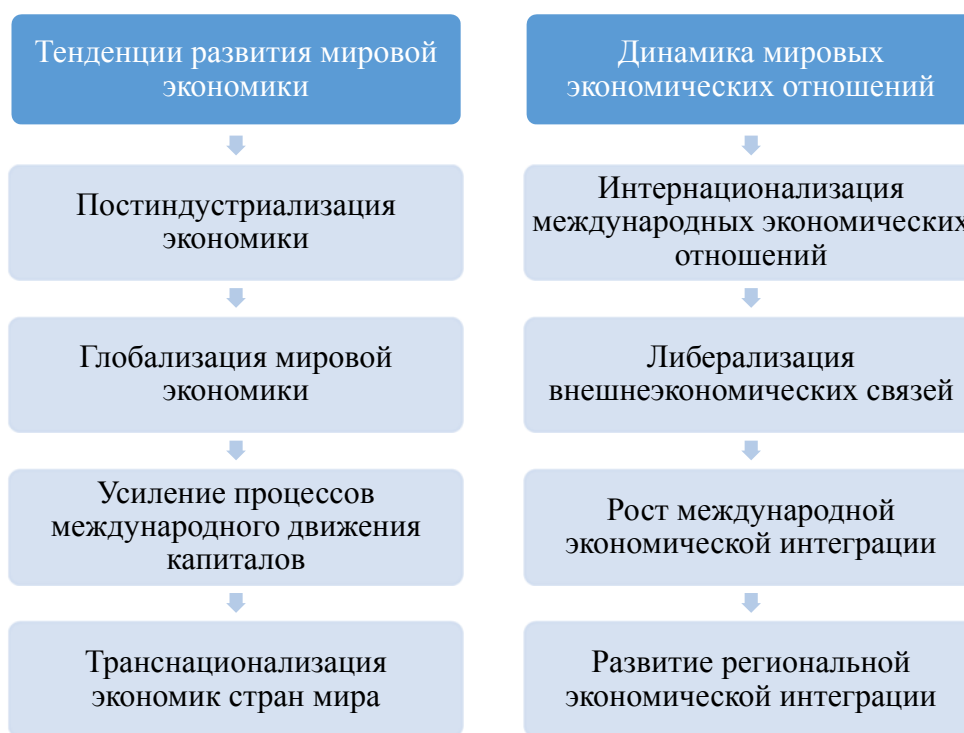 Тенденции развития мировой
экономики
Постиндустриализация
экономики
Глобализация мировой
экономики
Усиление процессов
международного движения
капиталов
Транснационализация
экономик стран мира
Динамика мировых
экономических отношений
Интернационализация
международных экономических
отношений
Либерализация
внешнеэкономических связей
Рост международной
экономической интеграции
Развитие региональной
экономической интеграции